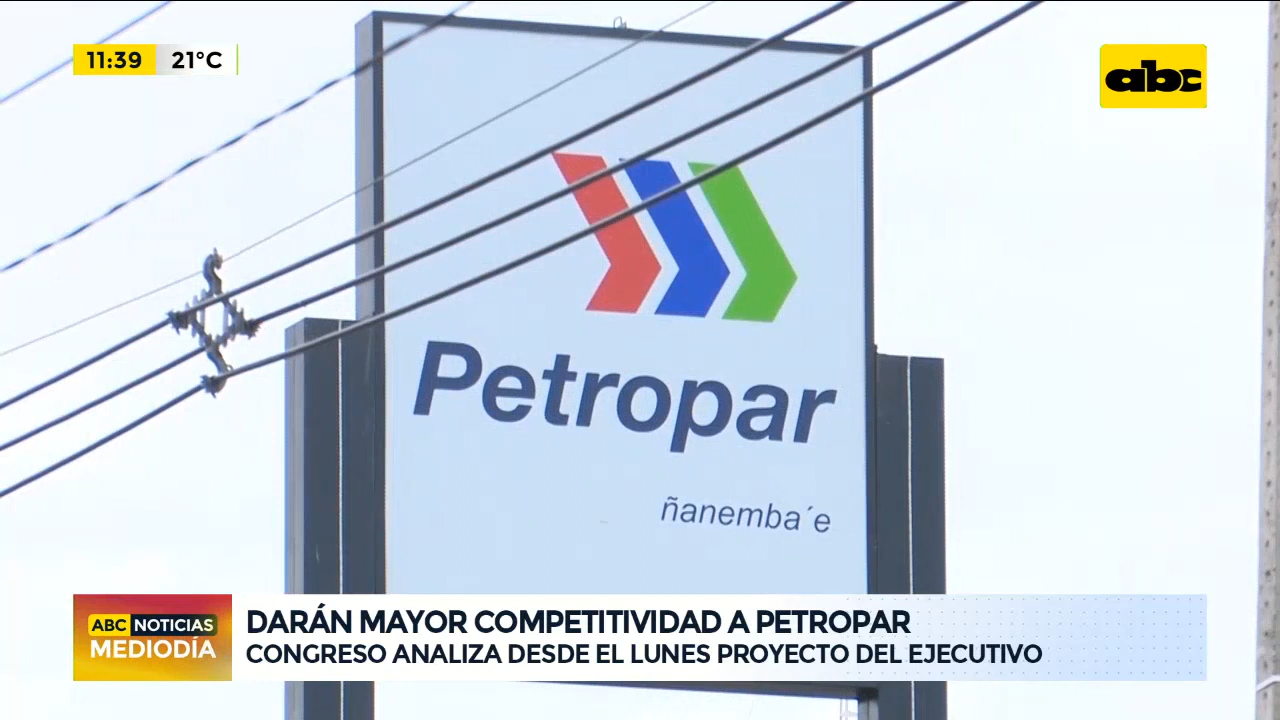 11:39 21°C
abc
Petropar
ñanemba´e
ABC NOTICIAS
MEDIODÍA
DARÁN MAYOR COMPETITIVIDAD A PETROPAR
CONGRESO ANALIZA DESDE EL LUNES PROYECTO DEL EJECUTIVO